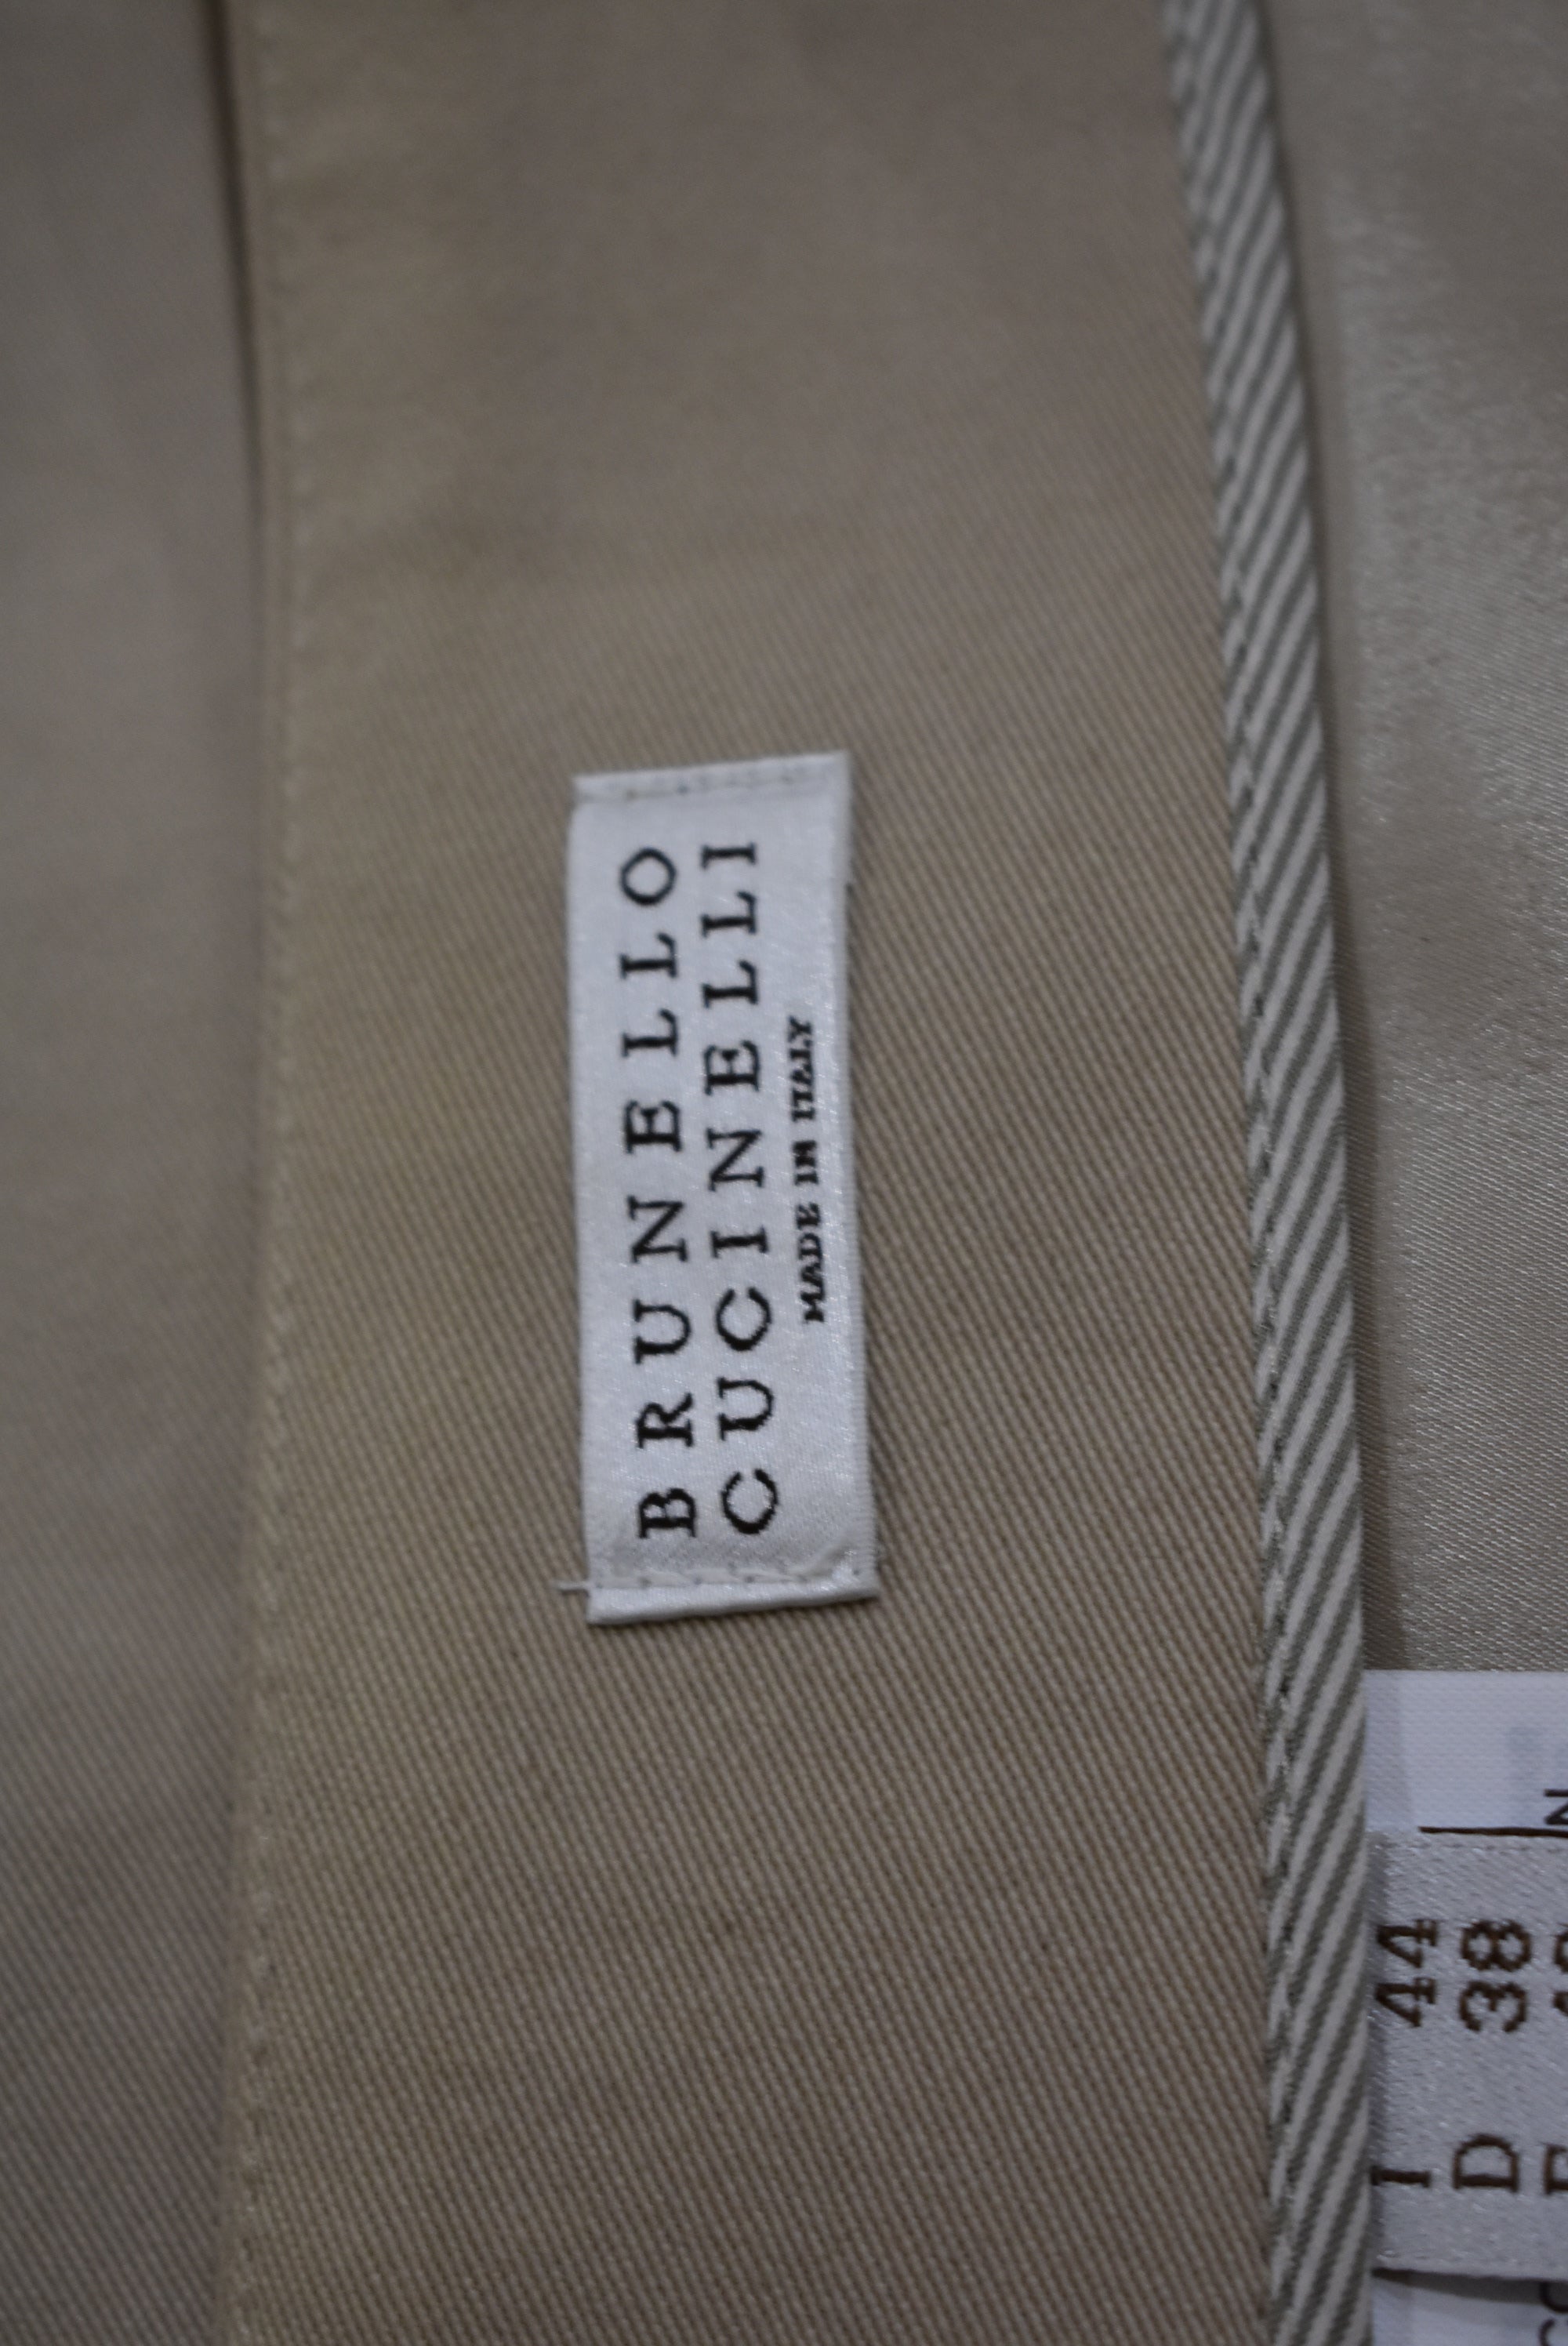 BRUNELLO
CUCINELLI
MADE IN ITALY
I 44
D 38